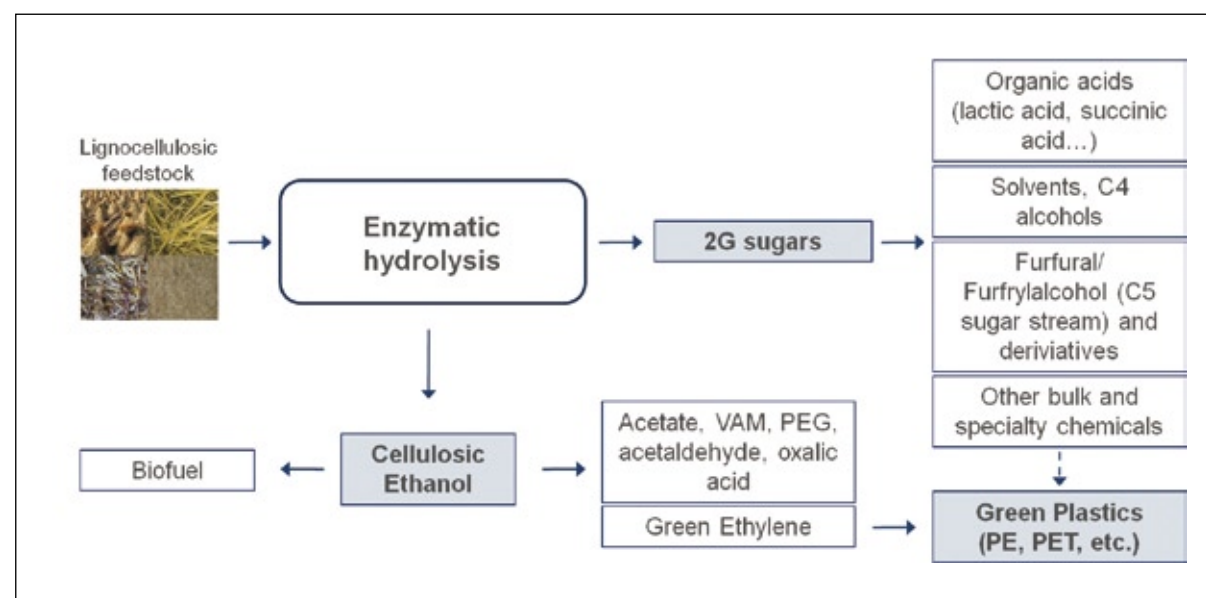 Lignocellulosic
feedstock
Enzymatic
hydrolysis
2G sugars
Organic acids
(lactic acid, succinic
acid...)
Solvents, C4
alcohols
Furfural/
Furfrylalcohol (C5
sugar stream) and
deriviatives
Other bulk and
specialty chemicals
Biofuel
Cellulosic
Ethanol
Acetate, VAM, PEG,
acetaldehyde, oxalic
acid
Green Ethylene
Green Plastics
(PE, PET, etc.)